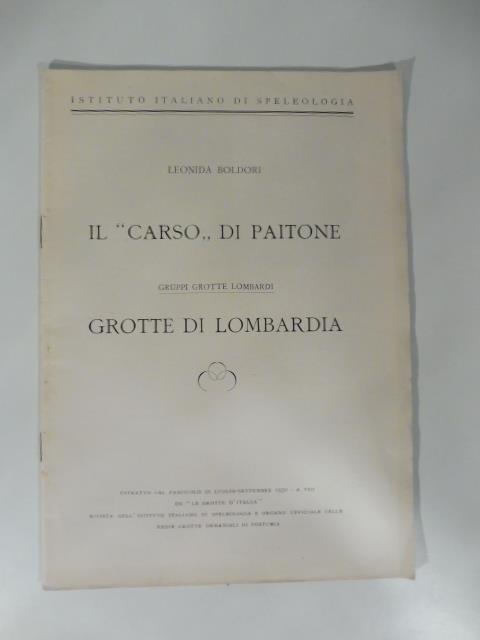 ISTITUTO ITALIANO DI SPELEOLOGIA
LEONIDA BOLDORI
IL “CARSO„ DI PAITONE
GRUPPI GROTTE LOMBARDI
GROTTE DI LOMBARDIA
ESTRATTO DAL FASCICOLO DI LUGLIO-SETTEMBRE - A.
DE "LE GROTTE D'ITALIA"
RIVISTA DELL'ISTITUTO ITALIANO DI SPELEOLOGIA E ORGANO UFFICIALE DELLE
REGIE GROTTE DEMANIALI DI POSTUMIA